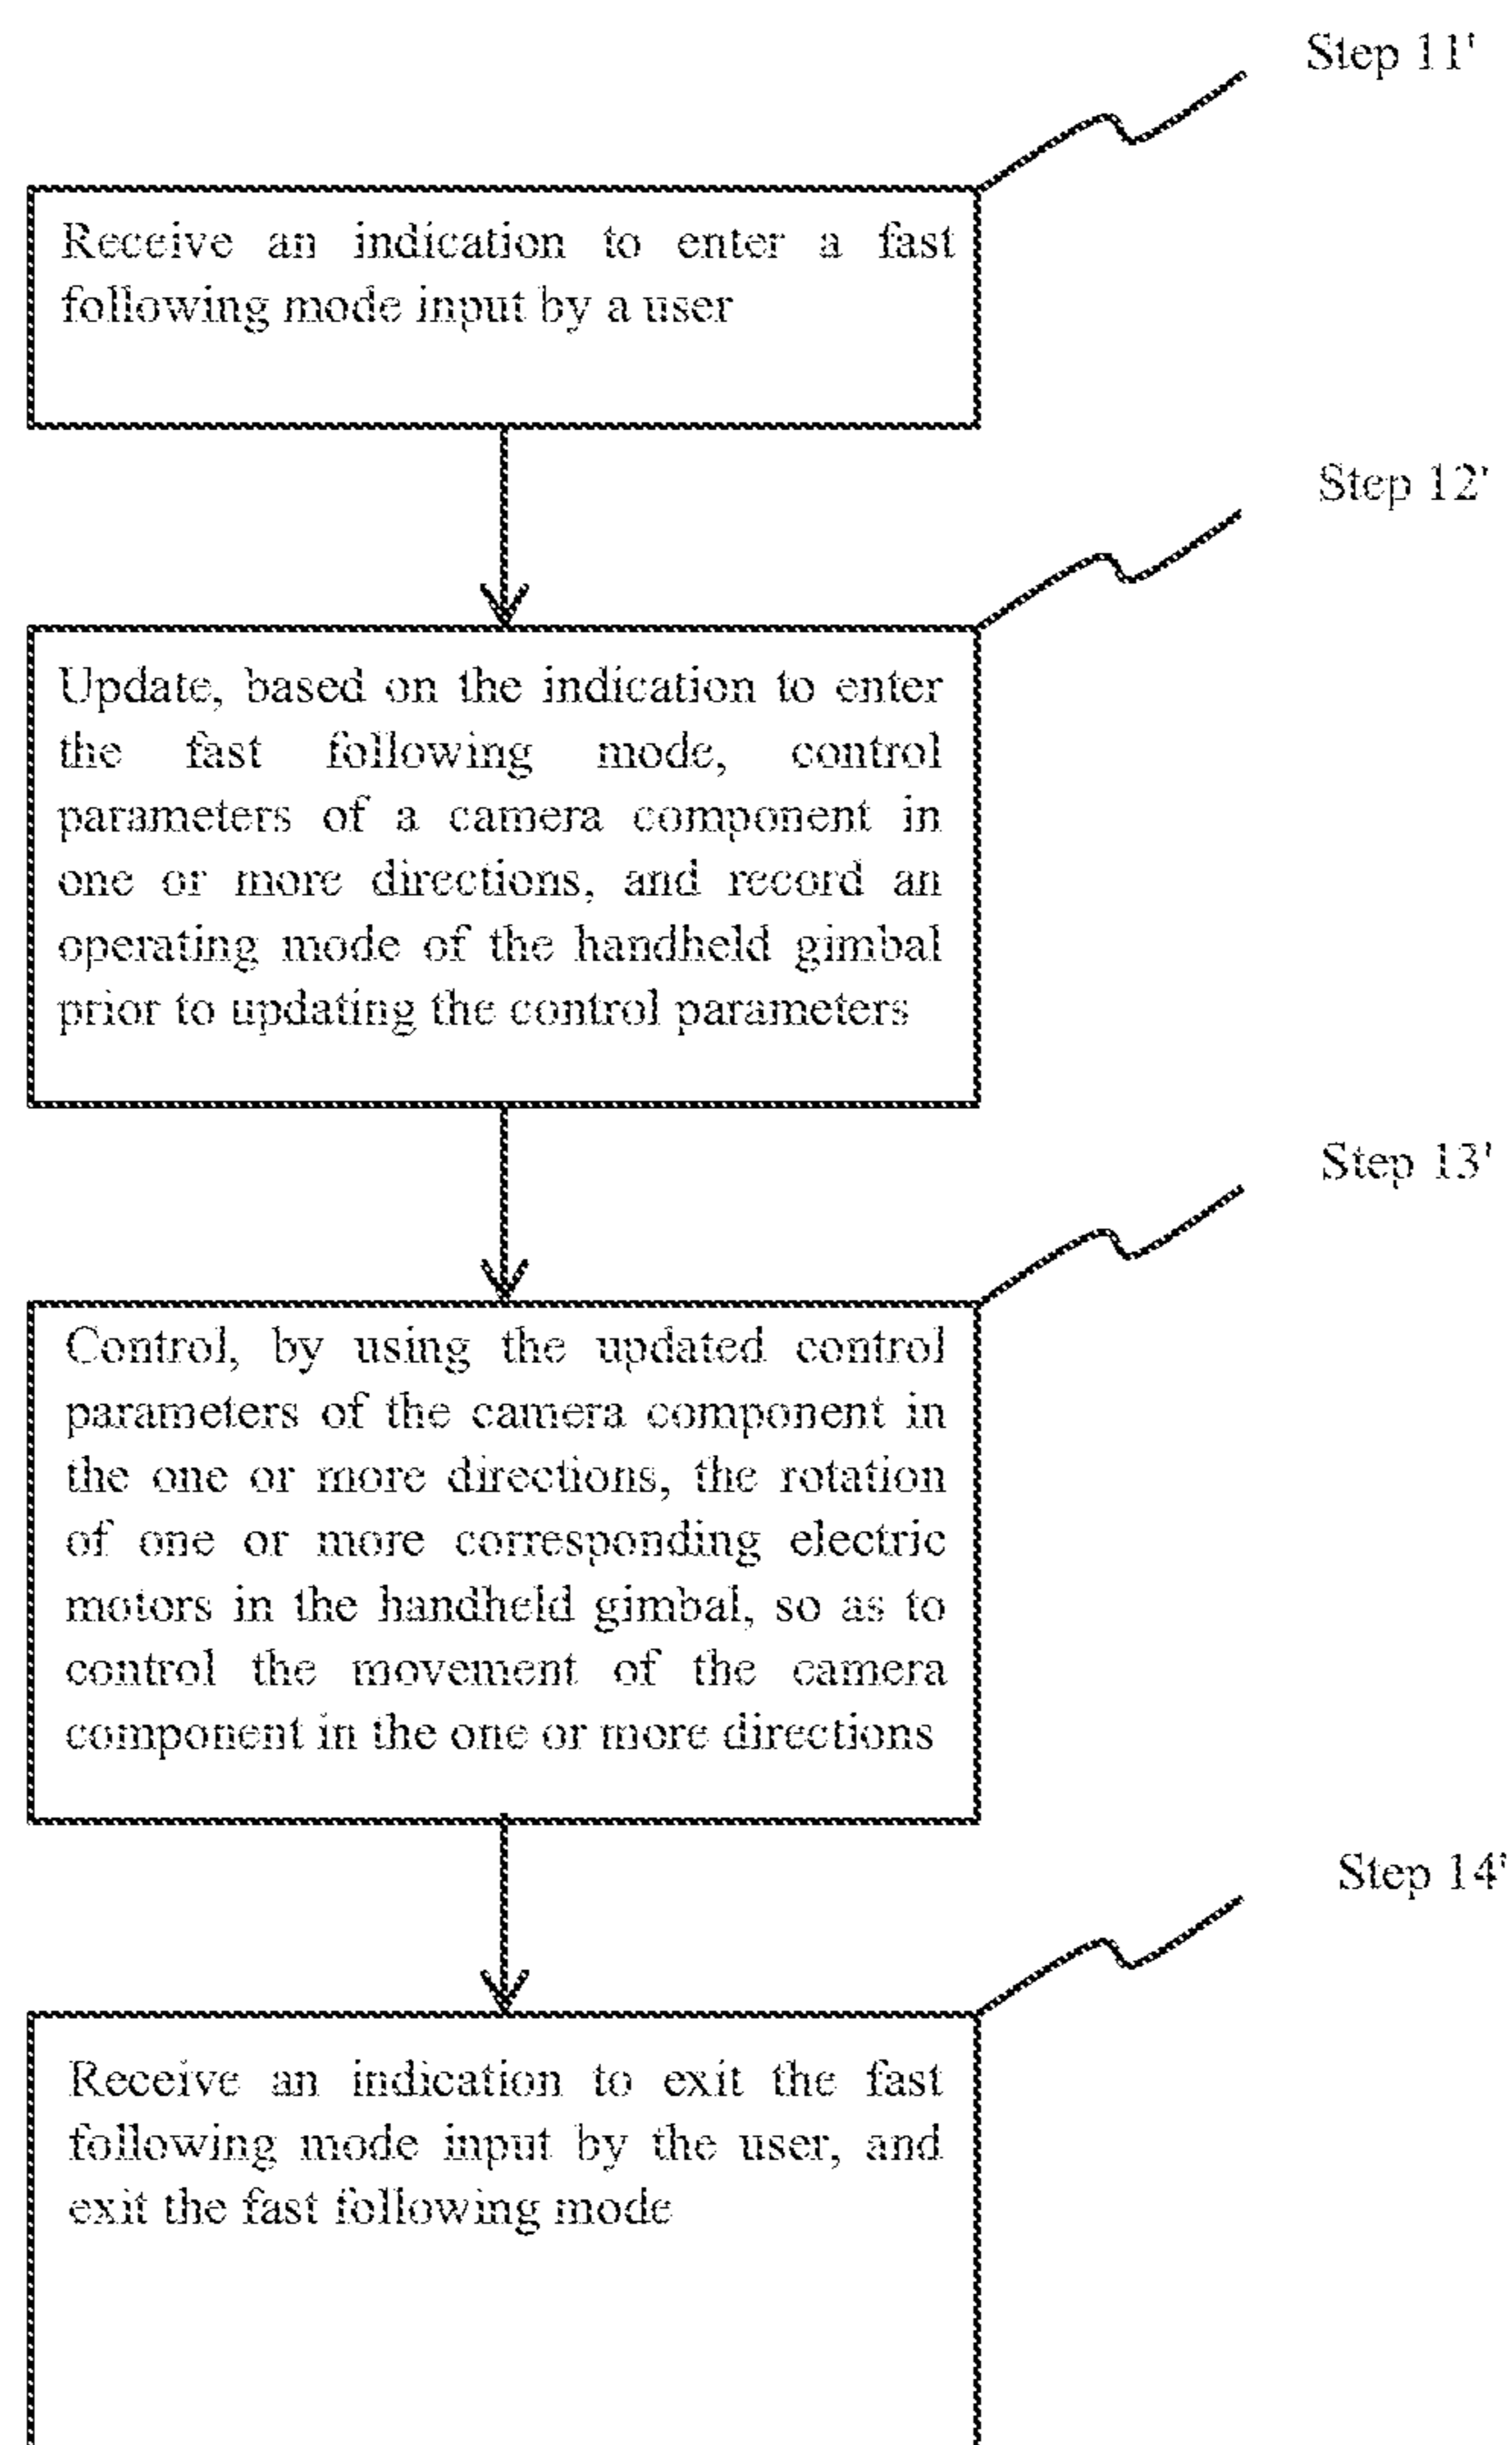 Step 11'
Receive an indication to enter a fast
following mode input by a user
Step 12'
Update, based on the indication to enter
the fast following mode, control
parameters of a camera component in
one or more directions, and record an
operating mode of the handheld gimbal
prior to updating the control parameters
Step 13'
Control, by using the updated control
parameters of the camera component in
the one or more directions, the rotation
of one or more corresponding electric
motors in the handheld gimbal, so as to
control the movement of the camera
component in the one or more directions
Step 14'
Receive an indication to exit the fast
following mode input by the user, and
exit the fast following mode